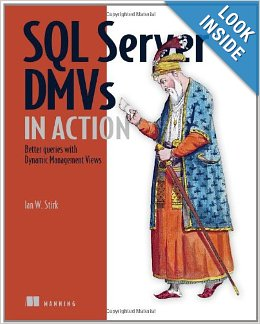 LOOK INSIDE
SQL Server
DMVs
IN ACTION
Better queries with
Dynamic Management Views
Ian W. Stirk
MANNING